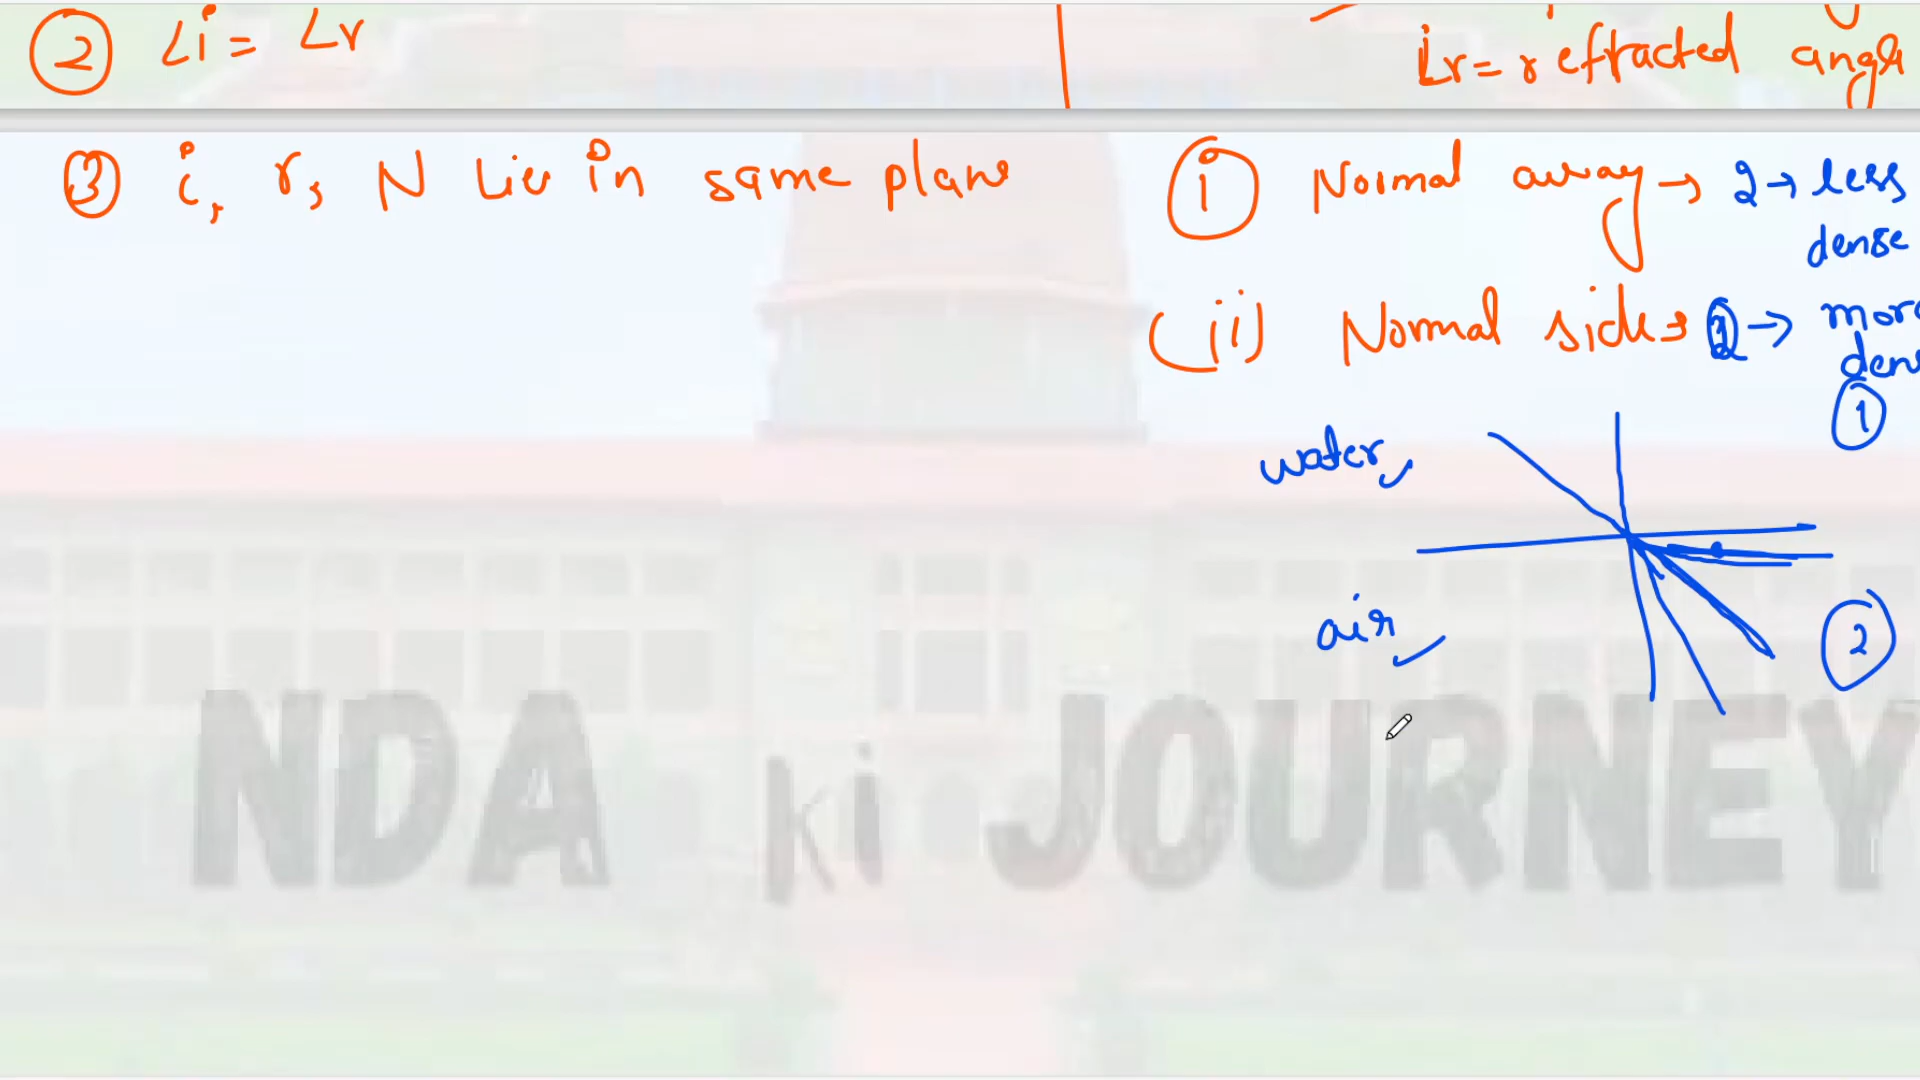 ② ∠i = ∠r
③ i, r, N Lie in same plane
∠r = refracted angle
① Normal away → 2 → less
dense
(ii) Normal side → ② → more
dens
①
water
air
②
NDA ki JOURNEY